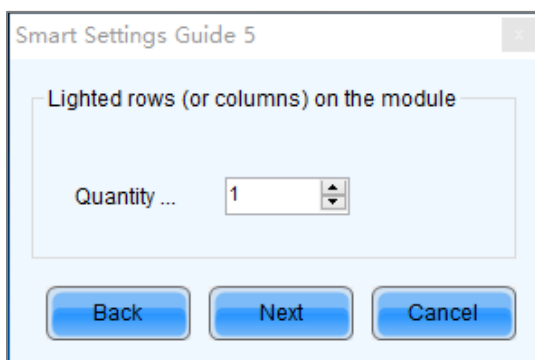 Smart Settings Guide 5
Lighted rows (or columns) on the module
Quantity ... 1
Back Next Cancel